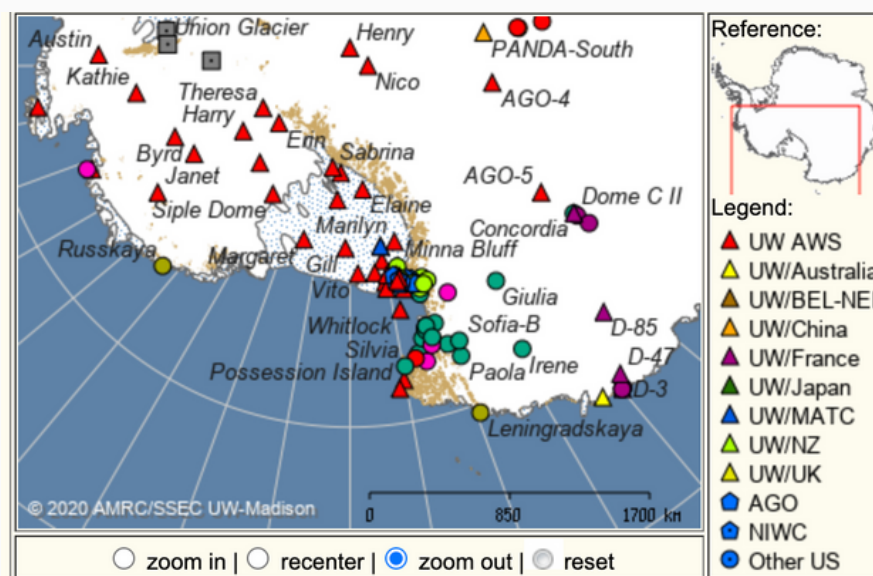 Austin
Union Glacier
Henry
PANDA-South
Kathie
Theresa
Nico
AGO-4
Harry
Erin
Byrd
Sabrina
Janet
AGO-5
Dome C II
Siple Dome
Elaine
Concordia
Marilyn
Russkaya
Margaret
Minna Bluff
Gill
Vito
Giulia
Whitlock
Sofia-B
D-85
Silvia
D-47
Possession Island
Paola
Irene
D-3
Leningradskaya
© 2020 AMRC/SSEC UW-Madison
0 850 1700 KM
zoom in | recenter | zoom out | reset
Reference:
Legend:
UW AWS
UW/Australia
UW/BEL-NE
UW/China
UW/France
UW/Japan
UW/MATC
UW/NZ
UW/UK
AGO
NIWC
Other US